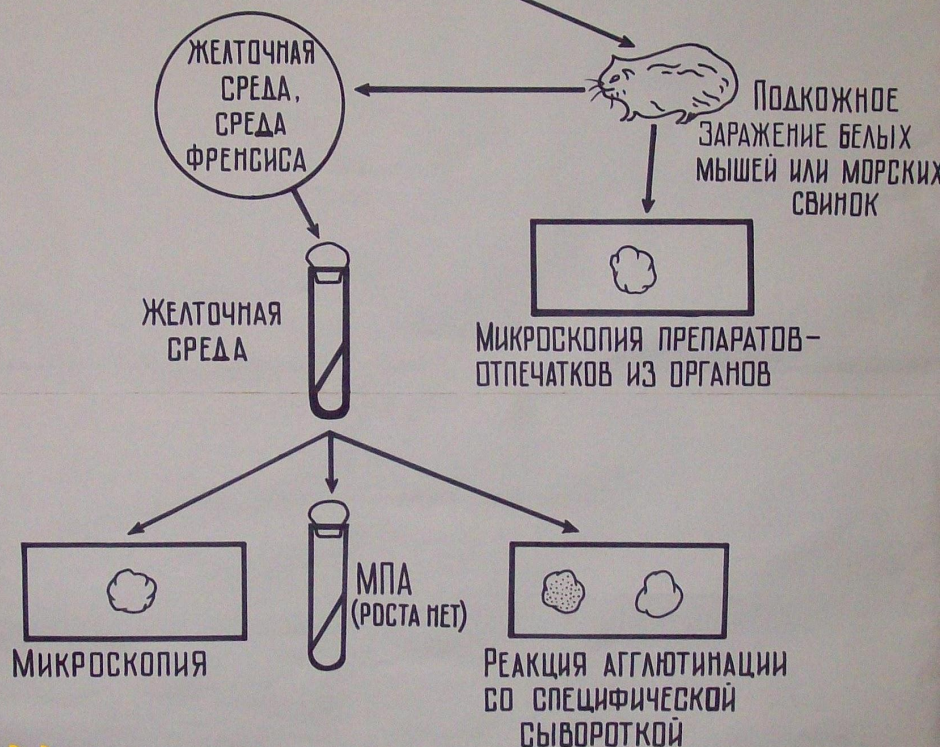 ЖЕЛТОЧНАЯ
СРЕДА,
СРЕДА
ФРЕНСИСА
ПОДКОЖНОЕ
ЗАРАЖЕНИЕ БЕЛЫХ
МЫШЕЙ ИЛИ МОРСКИХ
СВИНОК
ЖЕЛТОЧНАЯ
СРЕДА
МИКРОСКОПИЯ ПРЕПАРАТОВ-
ОТПЕЧАТКОВ ИЗ ОРГАНОВ
МПА
(РОСТА НЕТ)
МИКРОСКОПИЯ
РЕАКЦИЯ АГГЛЮТИНАЦИИ
СО СПЕЦИФИЧЕСКОЙ
СЫВОРОТКОЙ